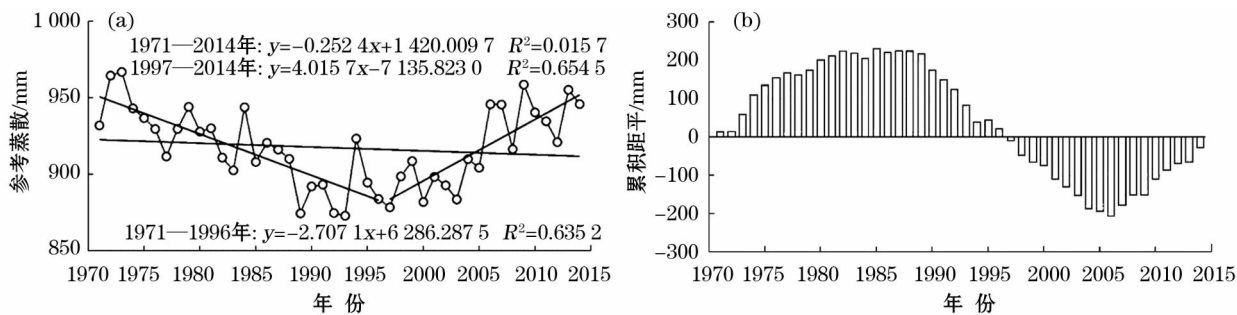 (a)
1 000
950
900
850
参考蒸散/mm
1971—2014年: y=−0.252 4x+1 420.009 7 R²=0.015 7
1997—2014年: y=4.015 7x−7 135.823 0 R²=0.654 5
1971—1996年: y=−2.707 1x+6 286.287 5 R²=0.635 2
1970 1975 1980 1985 1990 1995 2000 2005 2010 2015
年 份
(b)
300
200
100
0
−100
−200
−300
累积距平/mm
1970 1975 1980 1985 1990 1995 2000 2005 2010 2015
年 份